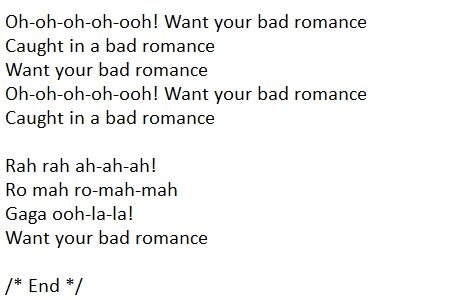 Oh-oh-oh-oh-ooh! Want your bad romance
Caught in a bad romance
Want your bad romance
Oh-oh-oh-oh-ooh! Want your bad romance
Caught in a bad romance

Rah rah ah-ah-ah!
Ro mah ro-mah-mah
Gaga ooh-la-la!
Want your bad romance

/* End */